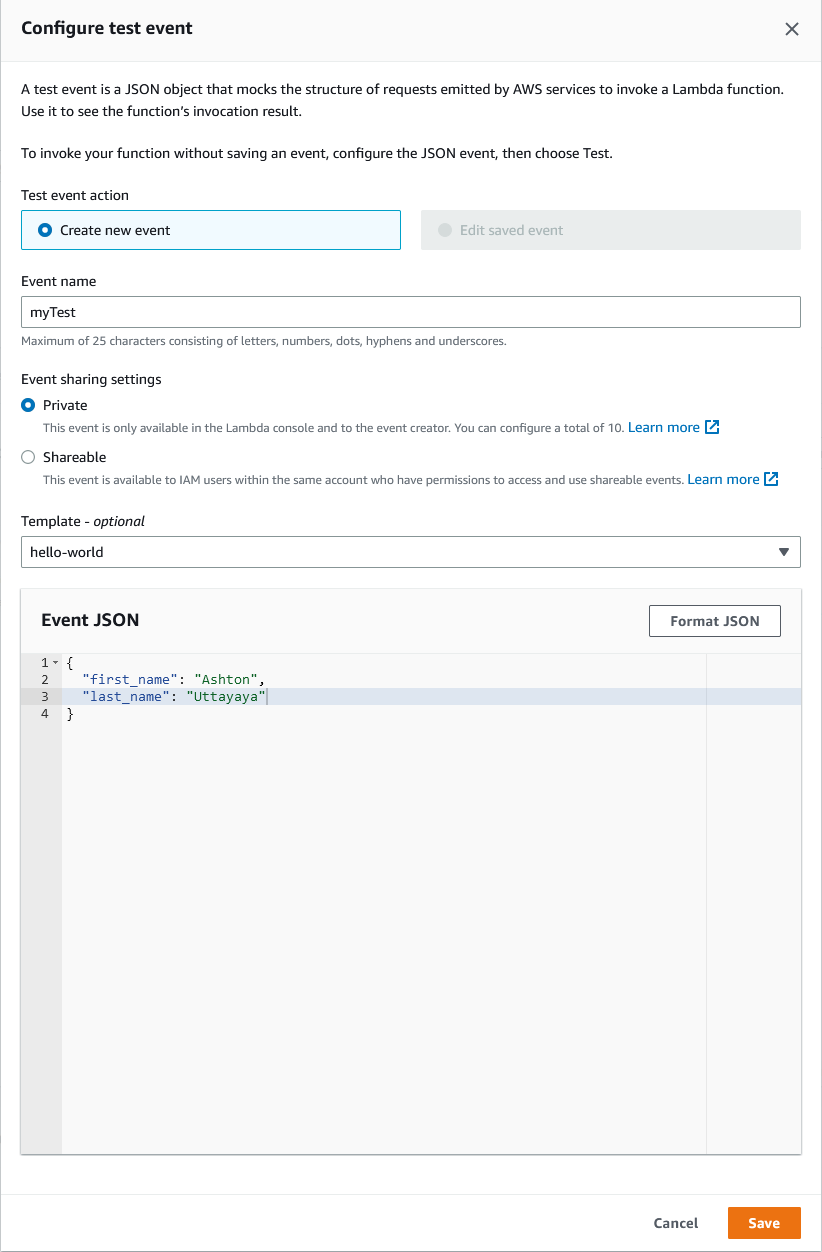 Configure test event
A test event is a JSON object that mocks the structure of requests emitted by AWS services to invoke a Lambda function.
Use it to see the function's invocation result.
To invoke your function without saving an event, configure the JSON event, then choose Test.
Test event action
Create new event
Edit saved event
Event name
myTest
Maximum of 25 characters consisting of letters, numbers, dots, hyphens and underscores.
Event sharing settings
Private
This event is only available in the Lambda console and to the event creator. You can configure a total of 10. Learn more
Shareable
This event is available to IAM users within the same account who have permissions to access and use shareable events. Learn more
Template - optional
hello-world
Event JSON
Format JSON
1 {
2 "first_name": "Ashton",
3 "last_name": "Uttayaya"
4 }
Cancel
Save